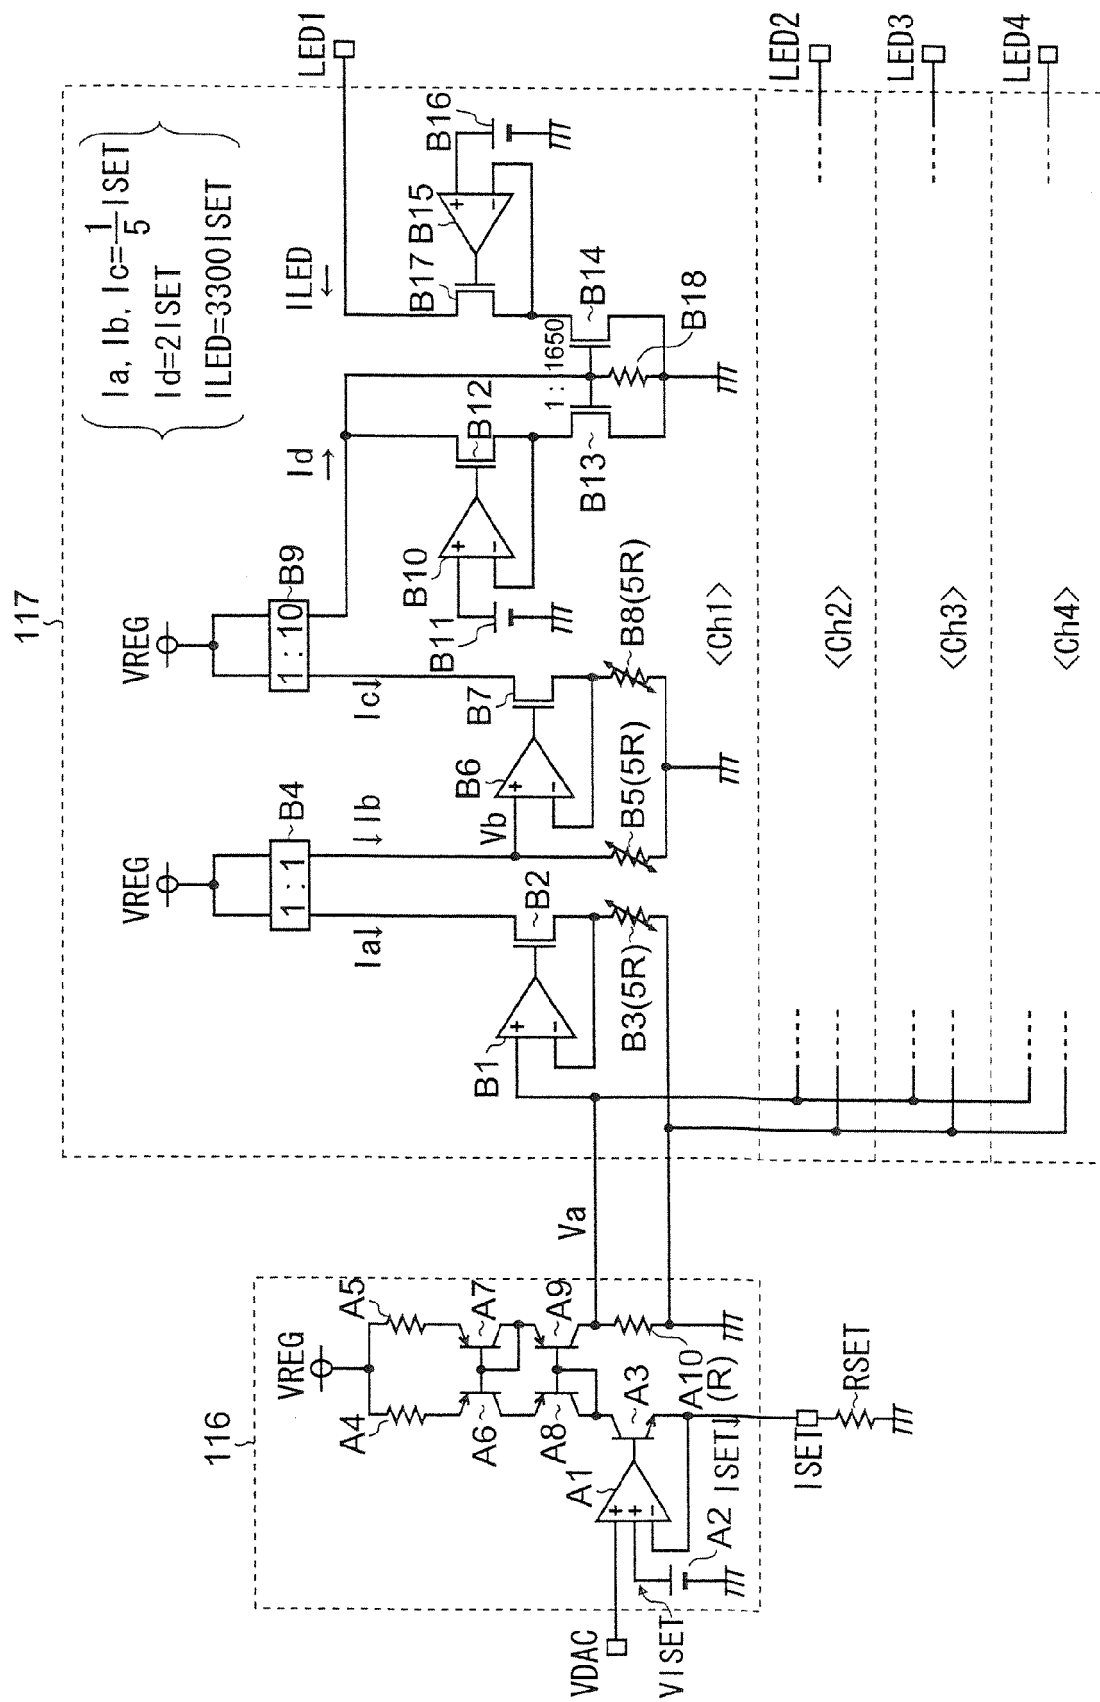 117
Ia, Ib, Ic=1/5 ISET
Id=2ISET
ILED=3300ISET
VREG
1 : 1
B4
Ia↓
↓Ib
VREG
1 : 10
B9
Ic↓
Id
→
ILED
←
LED1
B1
+
-
B2
B3(5R)
Vb
B6
+
-
B7
B5(5R)
B8(5R)
B10
+
-
B11
B12
B13
1 : 1650
B14
B17
B15
+
-
B16
B18
<Ch1>
LED2
<Ch2>
LED3
<Ch3>
LED4
<Ch4>
116
VREG
A4
A5
A6
A7
A8
A9
Va
A1
+
+
-
A3
A10
(R)
ISET↓
A2
VDAC
VISET
ISET
RSET